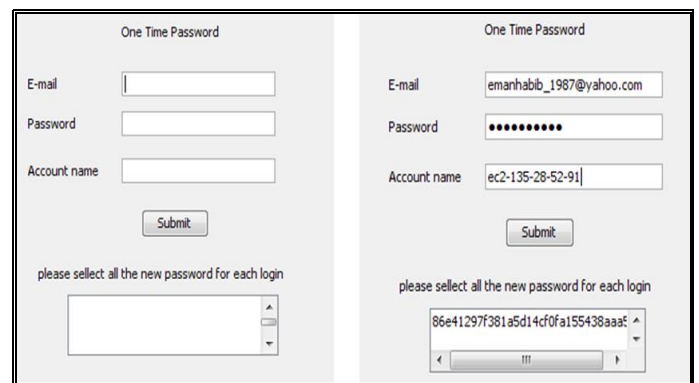 One Time Password
E-mail
Password
Account name
Submit
please sellect all the new password for each login
One Time Password
E-mail emanhabib_1987@yahoo.com
Password ••••••••••
Account name ec2-135-28-52-91
Submit
please sellect all the new password for each login
86e41297f381a5d14cf0fa155438aaa5